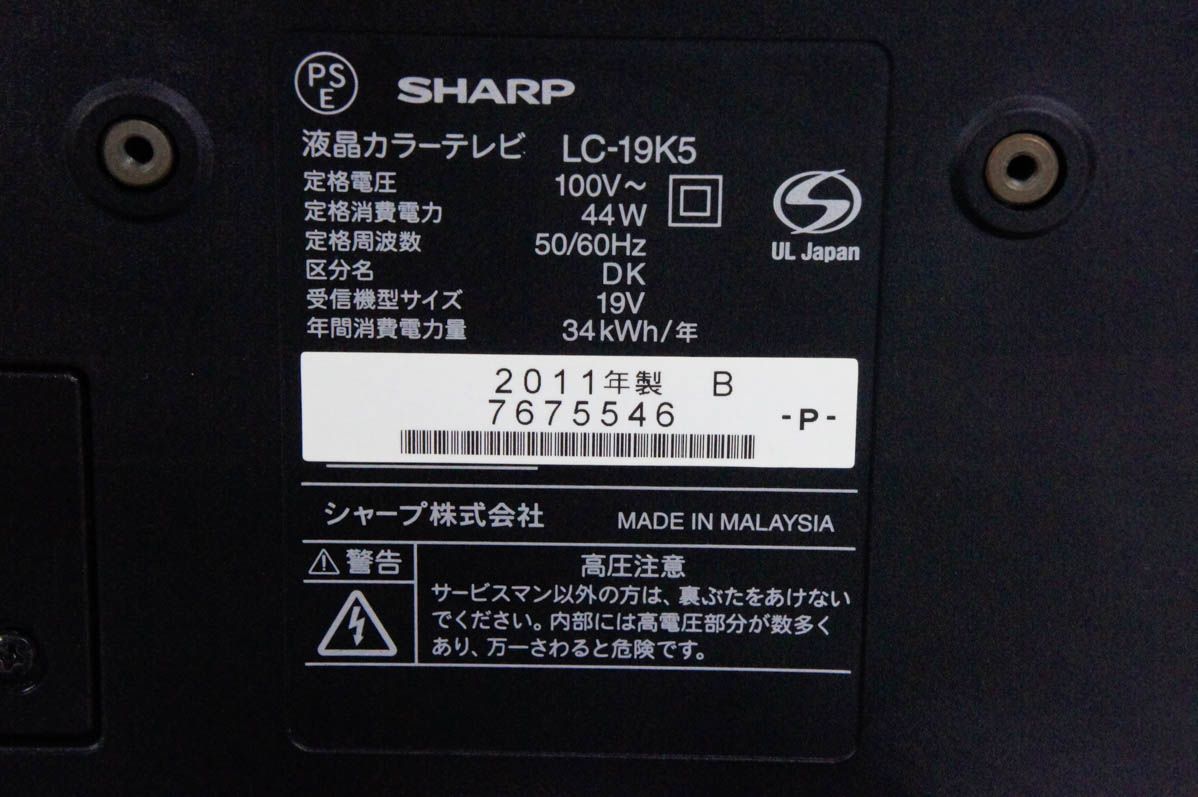 PSE
SHARP
液晶カラーテレビ LC-19K5
定格電圧 100V～
定格消費電力 44W
定格周波数 50/60Hz
区分名 DK
受信機型サイズ 19V
年間消費電力量 34kWh/年
UL Japan
2011年製 B
7675546 -P-
シャープ株式会社 MADE IN MALAYSIA
⚠警告
高圧注意
サービスマン以外の方は、裏ぶたをあけない
でください。内部には高電圧部分が数多く
あり、万一さわると危険です。